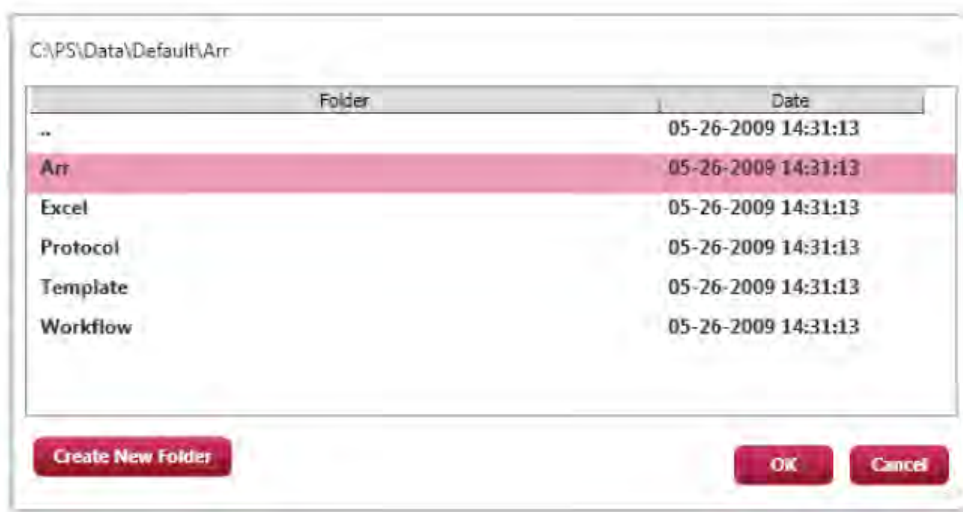 C:\PS\Data\Default\Arr
Folder Date
.. 05-26-2009 14:31:13
Arr 05-26-2009 14:31:13
Excel 05-26-2009 14:31:13
Protocol 05-26-2009 14:31:13
Template 05-26-2009 14:31:13
Workflow 05-26-2009 14:31:13
Create New Folder OK Cancel